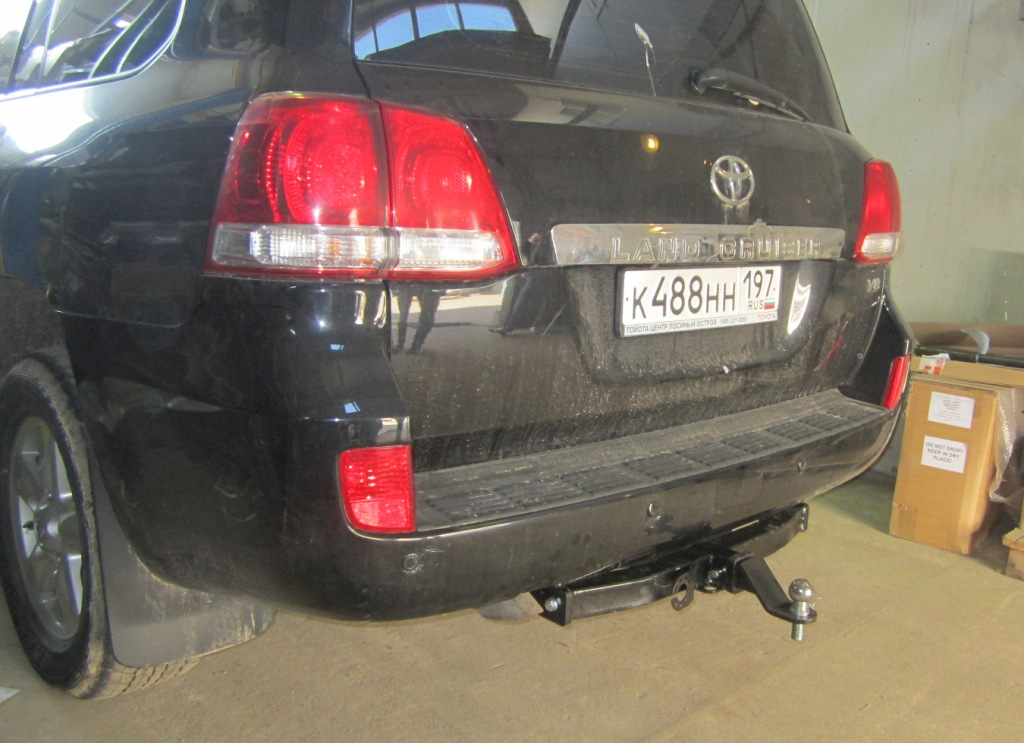 LAND CRUISER
К488НН 197
RUS
ТОЙОТА ЦЕНТР ЛОСИНЫЙ ОСТРОВ
TOYOTA
V8
DO NOT DROP!
KEEP IN DRY
PLACE!